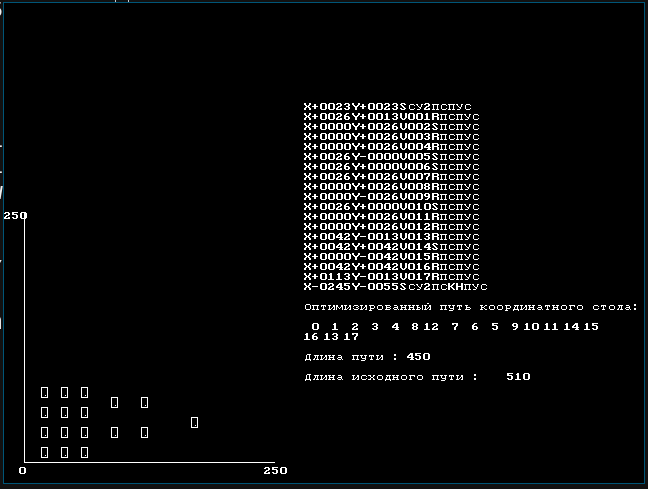 X+0023Y+0023Sсу2пспус
X+0026Y+0013V001Rпспус
X+0000Y+0026V002Sпспус
X+0000Y+0026V003Rпспус
X+0000Y+0026V004Rпспус
X+0026Y-0000V005Sпспус
X+0026Y+0000V006Sпспус
X+0026Y+0026V007Rпспус
X+0000Y+0026V008Rпспус
X+0000Y-0026V009Rпспус
X+0026Y+0000V010Sпспус
X+0000Y+0026V011Rпспус
X+0000Y+0026V012Rпспус
X+0042Y-0013V013Rпспус
X+0042Y+0042V014Sпспус
X+0000Y-0042V015Rпспус
X+0042Y+0042V016Rпспус
X+0113Y-0013V017Rпспус
X-0245Y-0055Sсу2псКНпус
250
Оптимизированный путь координатного стола:
0 1 2 3 4 8 12 7 6 5 9 10 11 14 15
16 13 17
Длина пути : 450
Длина исходного пути : 510
0 250